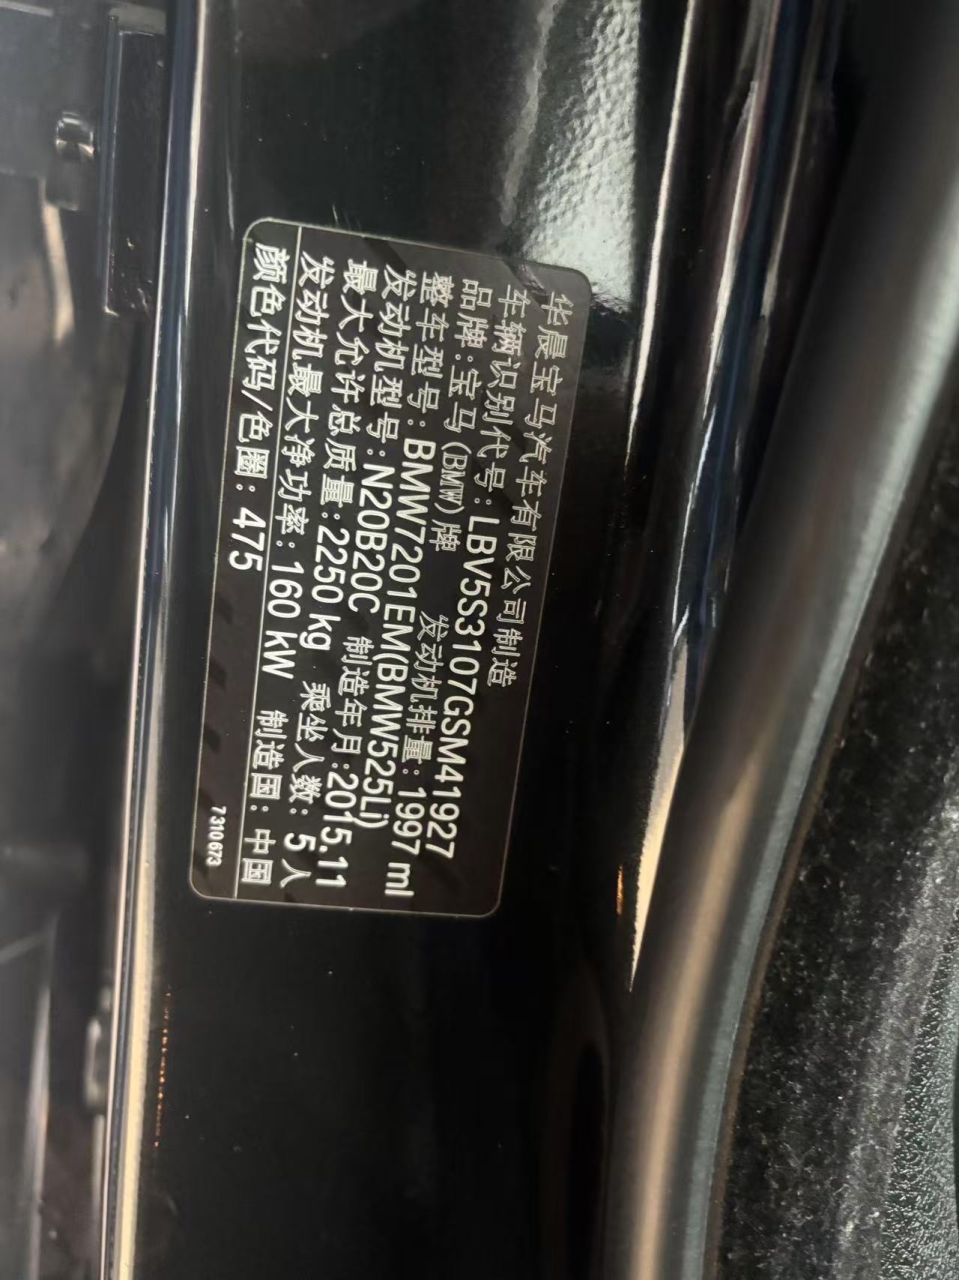 华晨宝马汽车有限公司制造
车辆识别代号:LBV5S3107GSM41927
品牌:宝马(BMW)牌 发动机排量:1997 ml
整车型号:BMW7201EM(BMW525Li)
发动机型号:N20B20C 制造年月:2015.11
最大允许总质量:2250 kg 乘坐人数:5人
发动机最大净功率:160 kW 制造国:中国
颜色代码/色圈:475
7310673